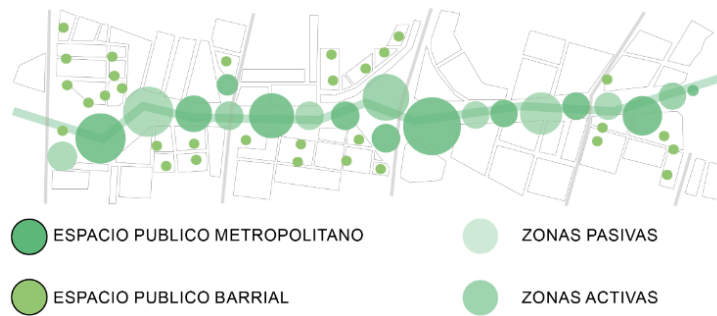 ESPACIO PUBLICO METROPOLITANO
ZONAS PASIVAS
ESPACIO PUBLICO BARRIAL
ZONAS ACTIVAS